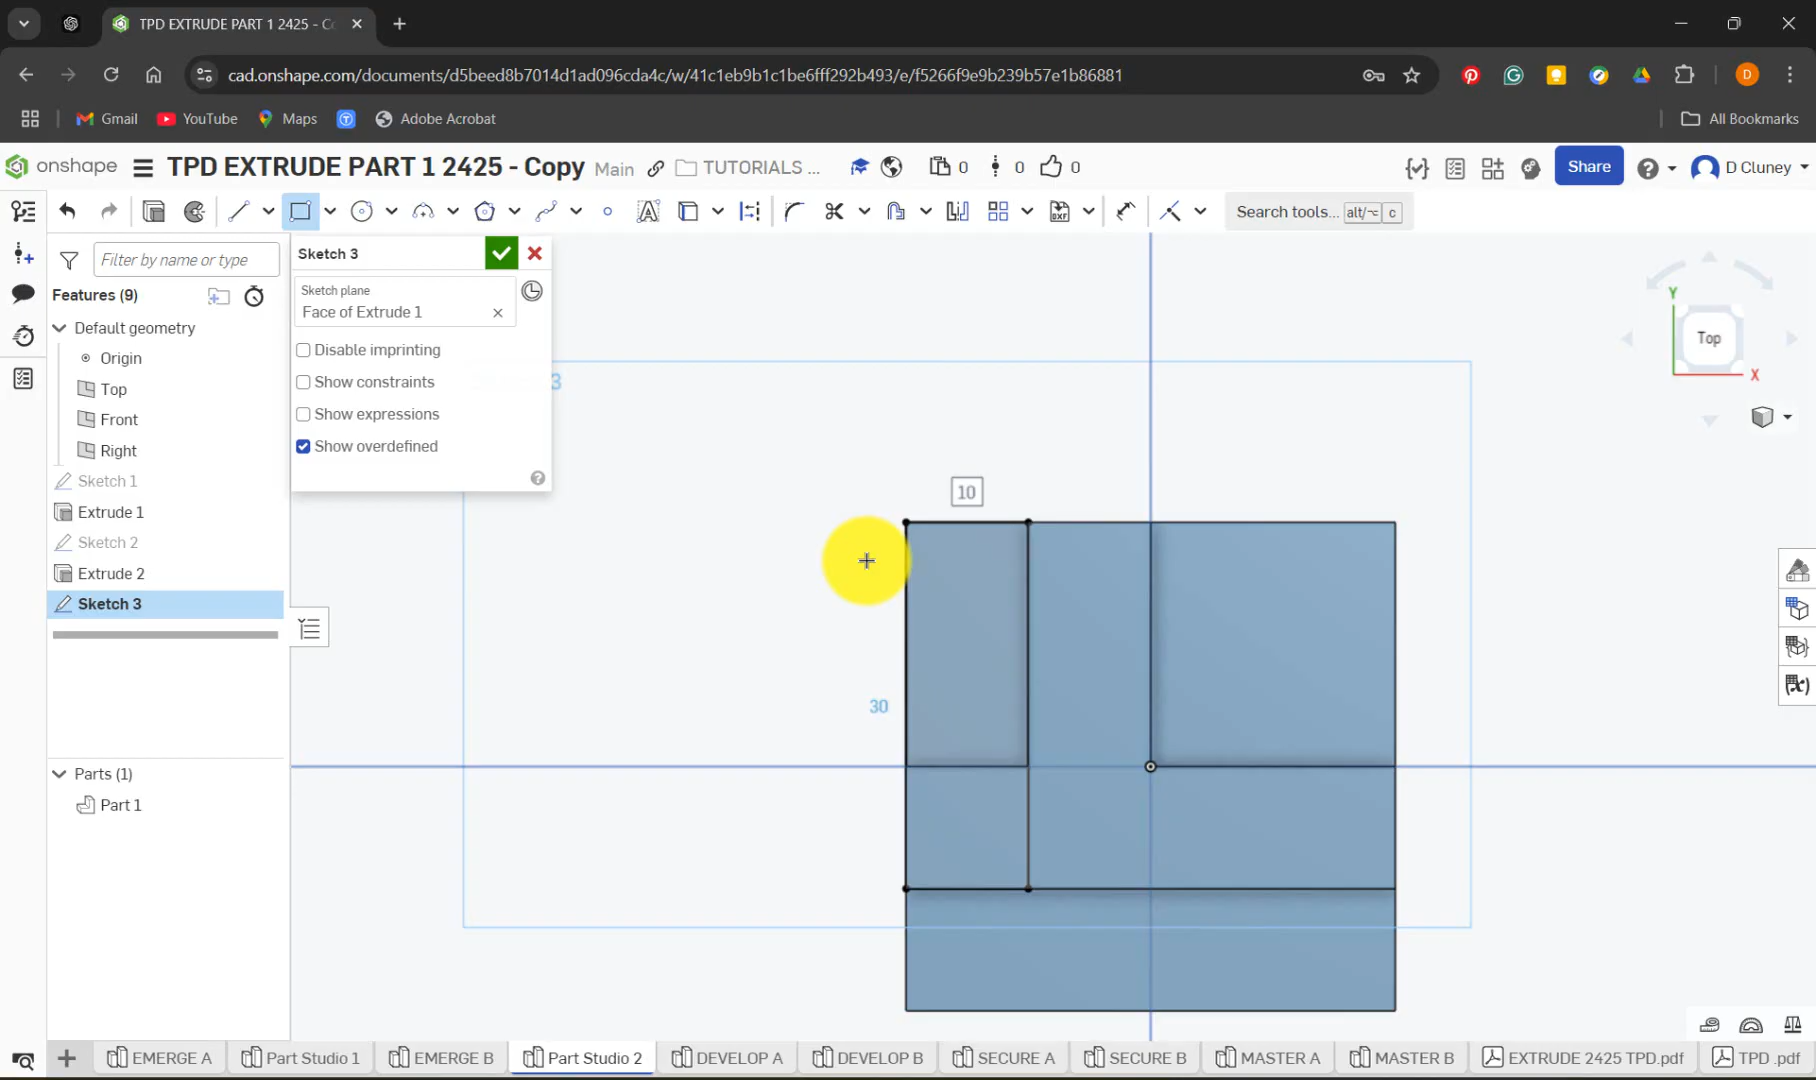 TPD EXTRUDE PART 1 2425 - Co
cad.onshape.com/documents/d5beed8b7014d1ad096cda4c/w/41c1eb9b1c1be6fff292b493/e/f5266f9e9b239b57e1b86881
D
Gmail
YouTube
Maps
Adobe Acrobat
All Bookmarks
onshape
TPD EXTRUDE PART 1 2425 - Copy
Main
TUTORIALS ...
0
0
0
Share
D Cluney
Search tools... alt/⌥ c
Filter by name or type
Features (9)
Default geometry
Origin
Top
Front
Right
Sketch 1
Extrude 1
Sketch 2
Extrude 2
Sketch 3
Parts (1)
Part 1
Sketch 3
Sketch plane
Face of Extrude 1
Disable imprinting
Show constraints
Show expressions
Show overdefined
3
10
30
Y
Top
X
EMERGE A
Part Studio 1
EMERGE B
Part Studio 2
DEVELOP A
DEVELOP B
SECURE A
SECURE B
MASTER A
MASTER B
EXTRUDE 2425 TPD.pdf
TPD .pdf